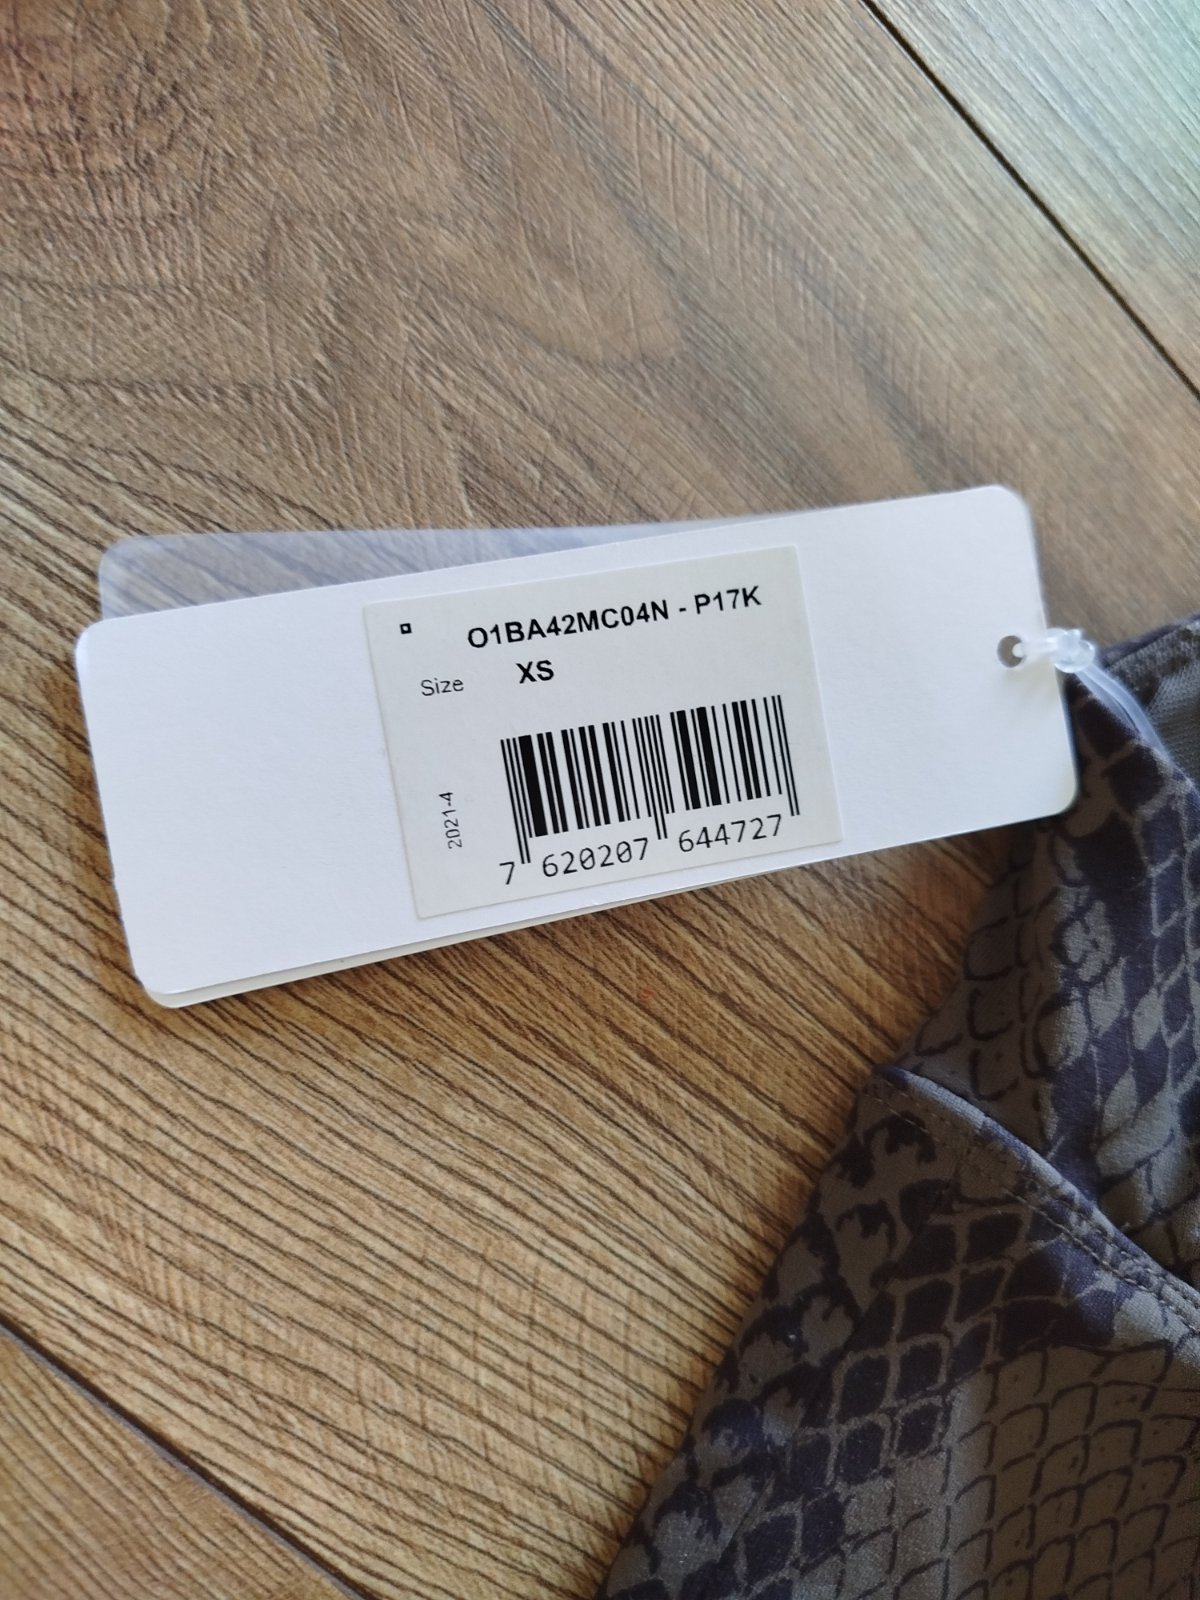 O1BA42MC04N - P17K
Size XS
2021-4
7 620207 644727